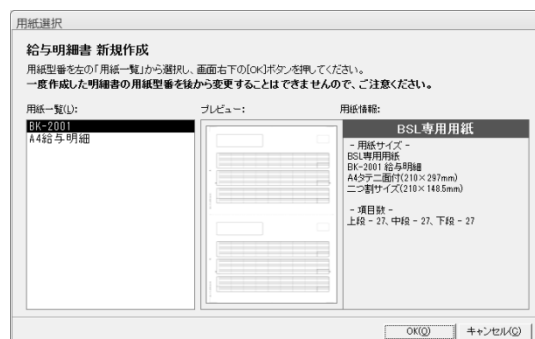 用紙選択
給与明細書 新規作成
用紙型番を左の「用紙一覧」から選択し、画面右下の[OK]ボタンを押してください。
一度作成した明細書の用紙型番を後から変更することはできませんので、ご注意ください。
用紙一覧(L):
プレビュー:
用紙情報:
BK-2001
A4給与明細
BSL専用用紙
- 用紙サイズ -
BSL専用用紙
BK-2001 給与明細
A4タテ二面付(210×297mm)
二つ割サイズ(210×148.5mm)
- 項目数 -
上段 - 27、中段 - 27、下段 - 27
OK(O)
キャンセル(C)